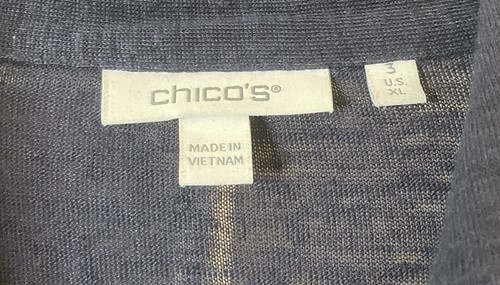 chico's®
3
U.S.
XL
MADE IN
VIETNAM